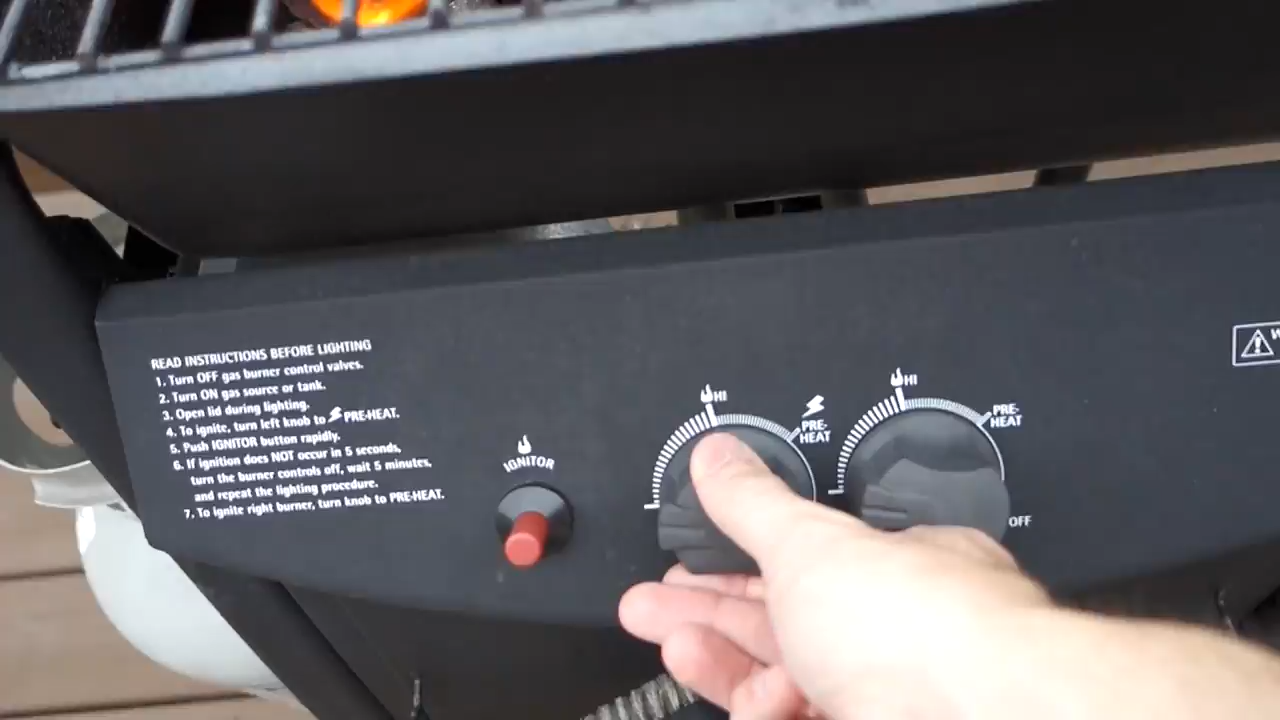 READ INSTRUCTIONS BEFORE LIGHTING
1. Turn OFF gas burner control valves.
2. Turn ON gas source or tank.
3. Open lid during lighting.
4. To ignite, turn left knob to PRE-HEAT.
5. Push IGNITOR button rapidly.
6. If ignition does NOT occur in 5 seconds,
turn the burner controls off, wait 5 minutes,
and repeat the lighting procedure.
7. To ignite right burner, turn knob to PRE-HEAT.
IGNITOR
HI
PRE-
HEAT
HI
PRE-
HEAT
OFF